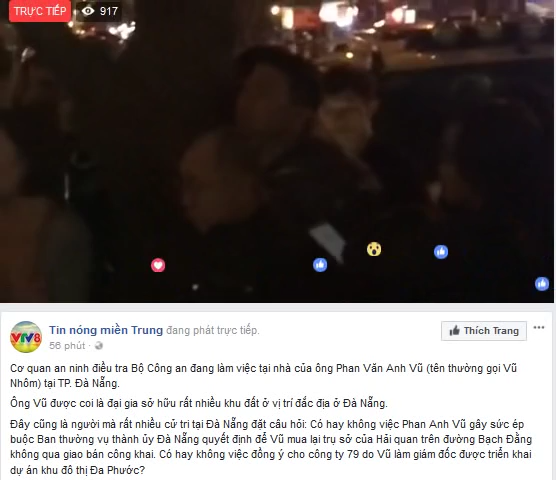 TRỰC TIẾP 917
VTV8
Tin nóng miền Trung đang phát trực tiếp.
Thích Trang
56 phút ·
Cơ quan an ninh điều tra Bộ Công an đang làm việc tại nhà của ông Phan Văn Anh Vũ (tên thường gọi Vũ
Nhôm) tại TP. Đà Nẵng.
Ông Vũ được coi là đại gia sở hữu rất nhiều khu đất ở vị trí đắc địa ở Đà Nẵng.
Đây cũng là người mà rất nhiều cử tri tại Đà Nẵng đặt câu hỏi: Có hay không việc Phan Anh Vũ gây sức ép
buộc Ban thường vụ thành ủy Đà Nẵng quyết định để Vũ mua lại trụ sở của Hải quan trên đường Bạch Đằng
không qua giao bán công khai. Có hay không việc đồng ý cho công ty 79 do Vũ làm giám đốc được triển khai
dự án khu đô thị Đa Phước?